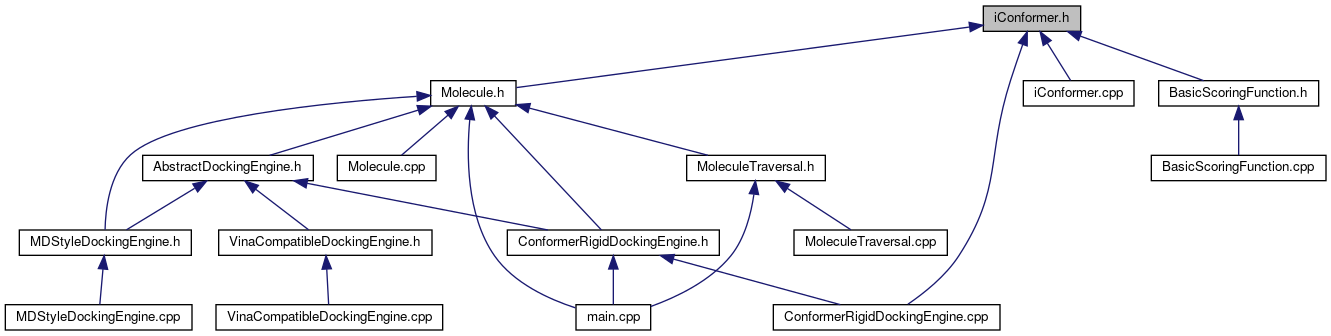 iConformer.h
Molecule.h
iConformer.cpp
BasicScoringFunction.h
AbstractDockingEngine.h
Molecule.cpp
MoleculeTraversal.h
BasicScoringFunction.cpp
MDStyleDockingEngine.h
VinaCompatibleDockingEngine.h
ConformerRigidDockingEngine.h
MoleculeTraversal.cpp
MDStyleDockingEngine.cpp
VinaCompatibleDockingEngine.cpp
main.cpp
ConformerRigidDockingEngine.cpp